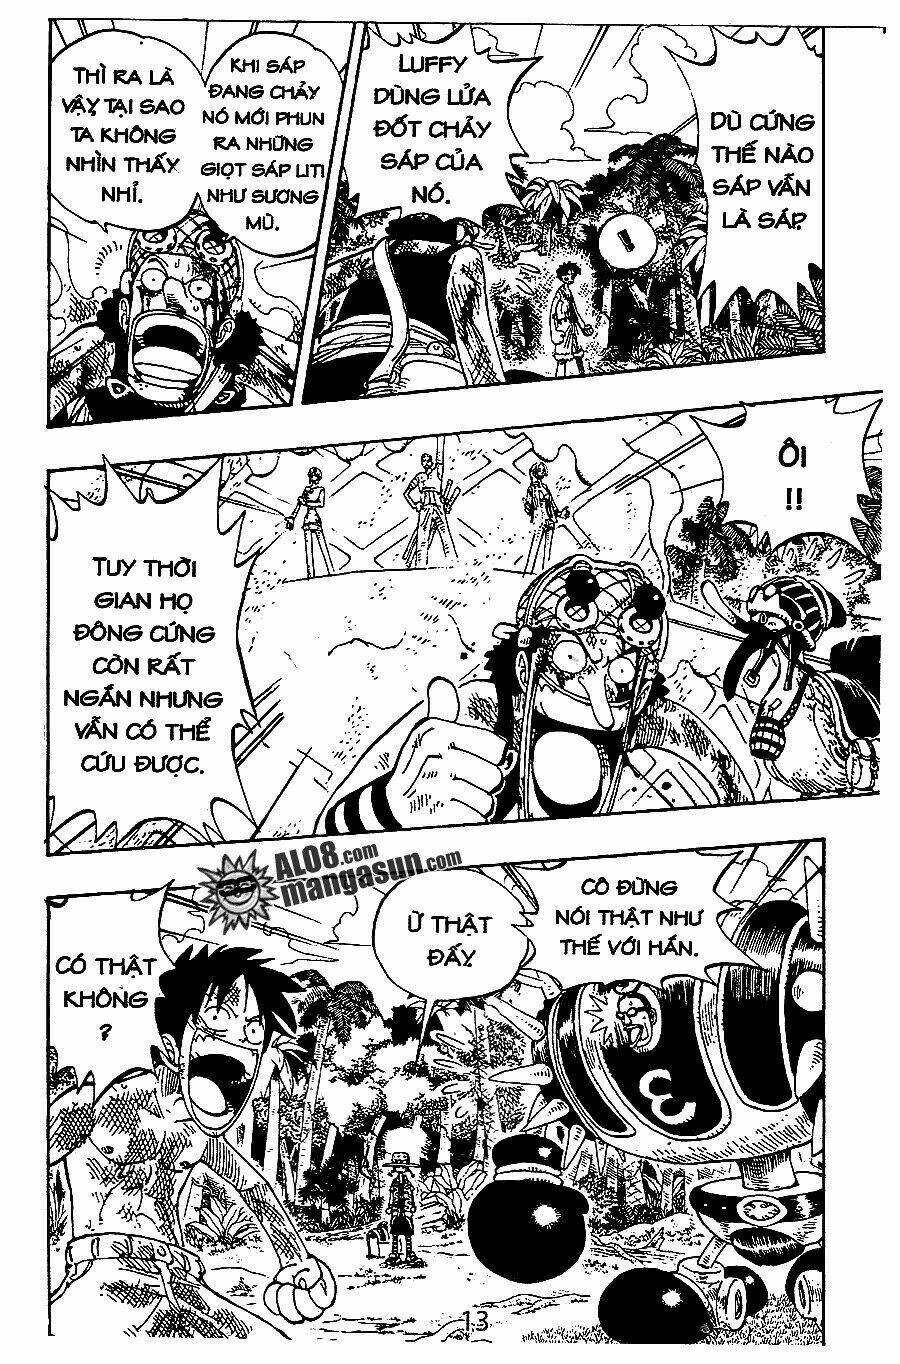 DÙ CỨNG
THẾ NÀO
SÁP VẪN
LÀ SÁP.
LUFFY
DÙNG LỬA
ĐỐT CHẢY
SÁP CỦA
NÓ.
KHI SÁP
ĐANG CHẢY
NÓ MỚI PHUN
RA NHỮNG
GIỌT SÁP LITI
NHƯ SƯƠNG
MÙ.
THÌ RA LÀ
VẬY, TẠI SAO
TA KHÔNG
NHÌN THẤY
NHỈ.
ÔI
!!
TUY THỜI
GIAN HỌ
ĐÔNG CỨNG
CÒN RẤT
NGẮN NHƯNG
VẪN CÓ THỂ
CỨU ĐƯỢC.
AL08.com
mangasun.com
CÔ ĐỪNG
NÓI THẬT NHƯ
THẾ VỚI HẮN.
Ữ THẬT
ĐẤY.
CÓ THẬT
KHÔNG
?
13